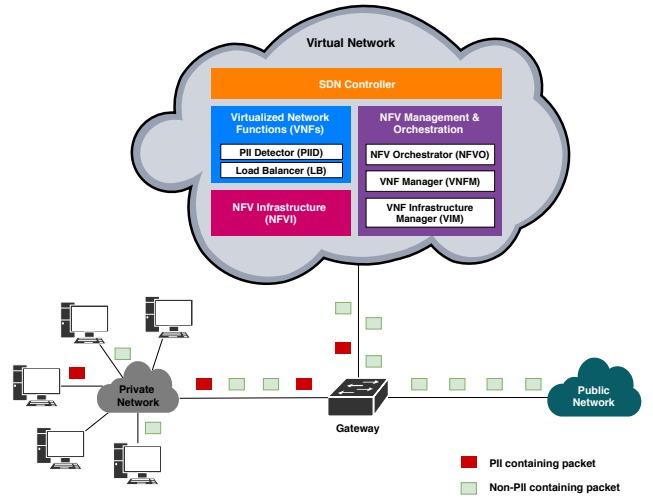 Virtual Network
SDN Controller
Virtualized Network
Functions (VNFs)
PII Detector (PIID)
Load Balancer (LB)
NFV Infrastructure
(NFVI)
NFV Management &
Orchestration
NFV Orchestrator (NFVO)
VNF Manager (VNFM)
VNF Infrastructure
Manager (VIM)
Private
Network
Gateway
Public
Network
PII containing packet
Non-PII containing packet